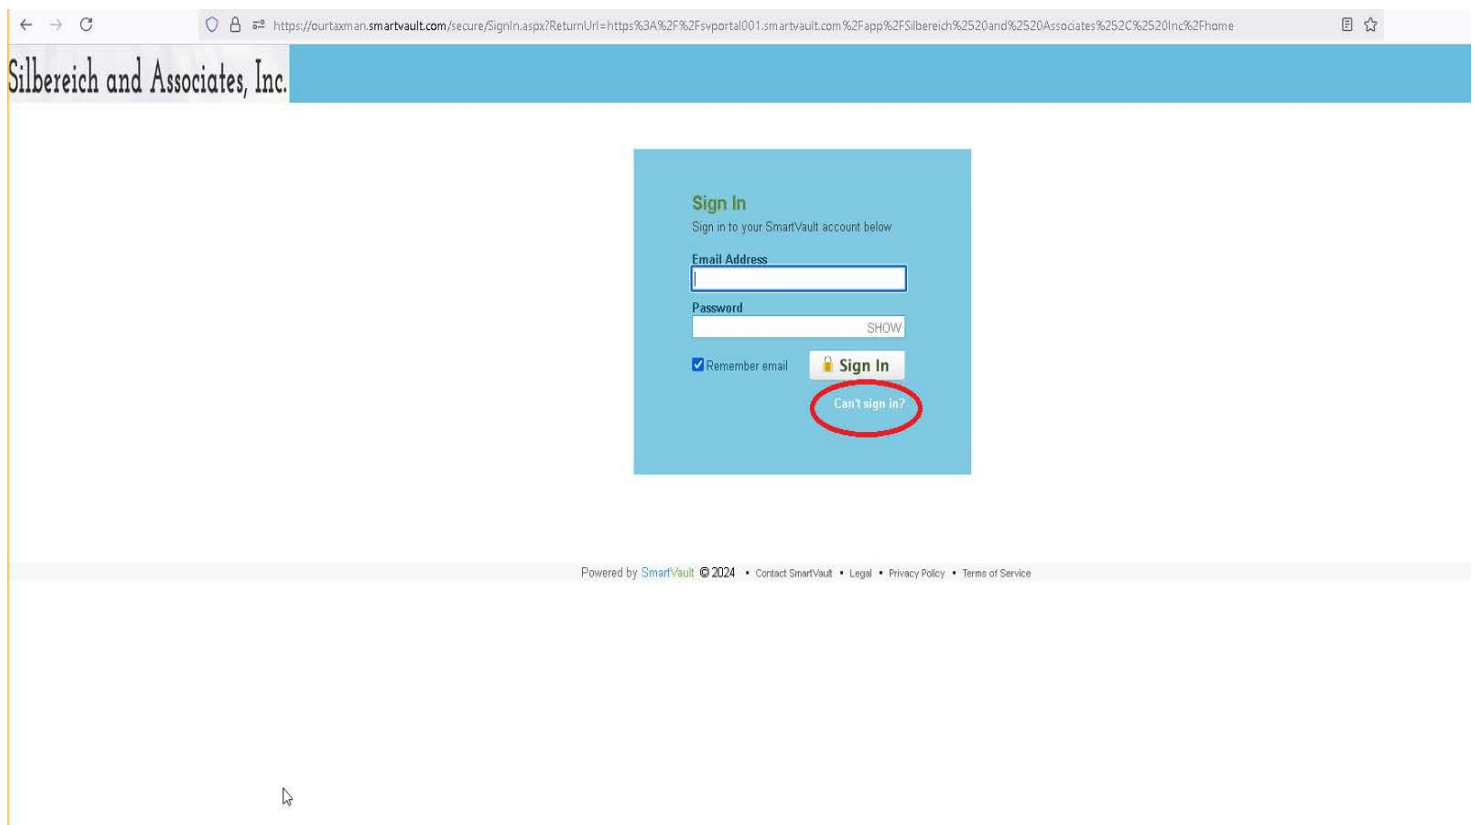 https://ourtaxman.smartvault.com/secure/SignIn.aspx?ReturnUrl=https%3A%2F%2Fsvportal001.smartvault.com%2Fapp%2FSilbereich%2520and%2520Associates%252C%2520Inc%2Fhome
Silbereich and Associates, Inc.
Sign In
Sign in to your SmartVault account below
Email Address
Password
SHOW
Remember email Sign In
Can't sign in?
Powered by SmartVault © 2024 • Contact SmartVault • Legal • Privacy Policy • Terms of Service